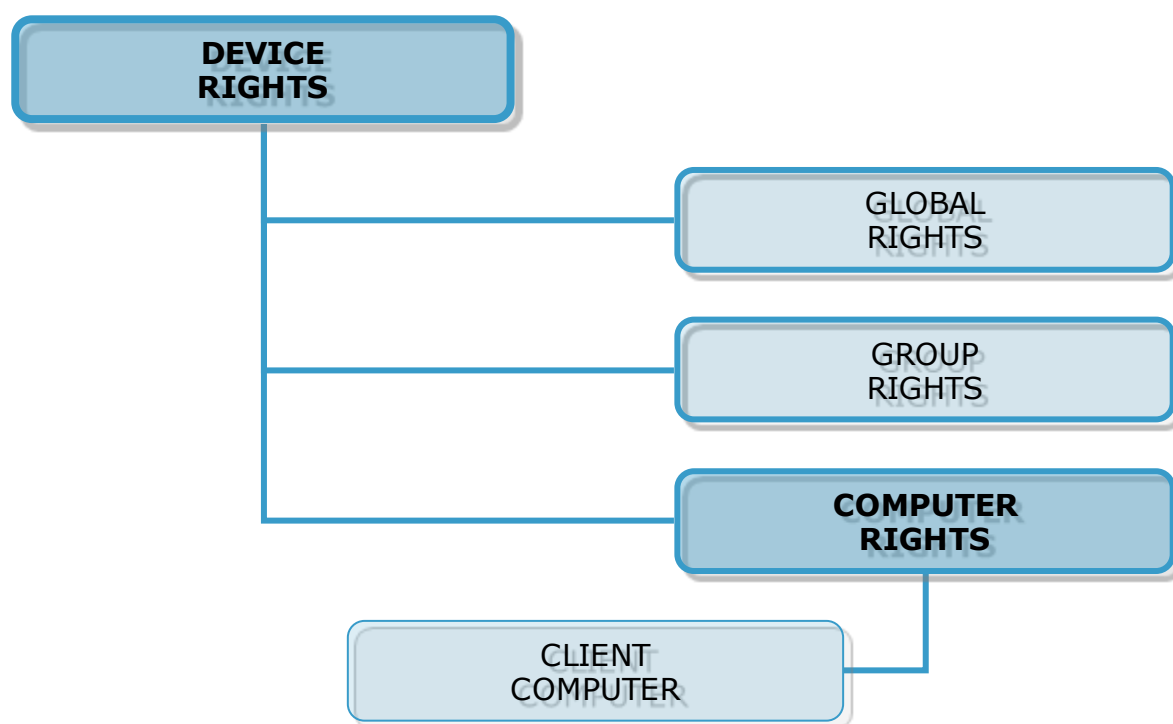 DEVICE
RIGHTS
GLOBAL
RIGHTS
GROUP
RIGHTS
COMPUTER
RIGHTS
CLIENT
COMPUTER